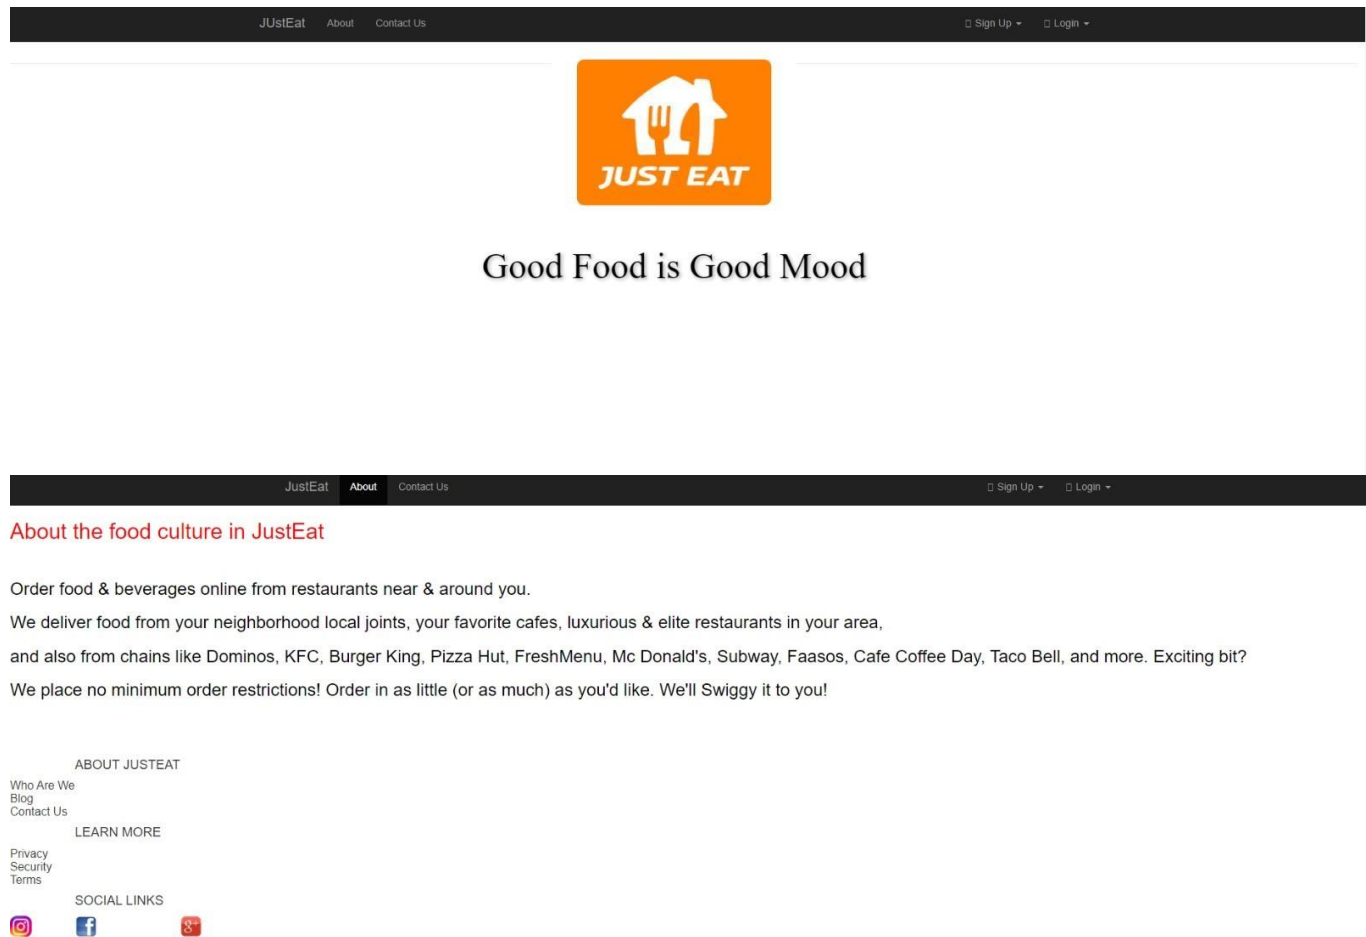 JUstEat About Contact Us Sign Up Login
JUST EAT
Good Food is Good Mood
JustEat About Contact Us Sign Up Login
About the food culture in JustEat
Order food & beverages online from restaurants near & around you.
We deliver food from your neighborhood local joints, your favorite cafes, luxurious & elite restaurants in your area,
and also from chains like Dominos, KFC, Burger King, Pizza Hut, FreshMenu, Mc Donald's, Subway, Faasos, Cafe Coffee Day, Taco Bell, and more. Exciting bit?
We place no minimum order restrictions! Order in as little (or as much) as you'd like. We'll Swiggy it to you!
ABOUT JUSTEAT
Who Are We
Blog
Contact Us
LEARN MORE
Privacy
Security
Terms
SOCIAL LINKS
f 8+